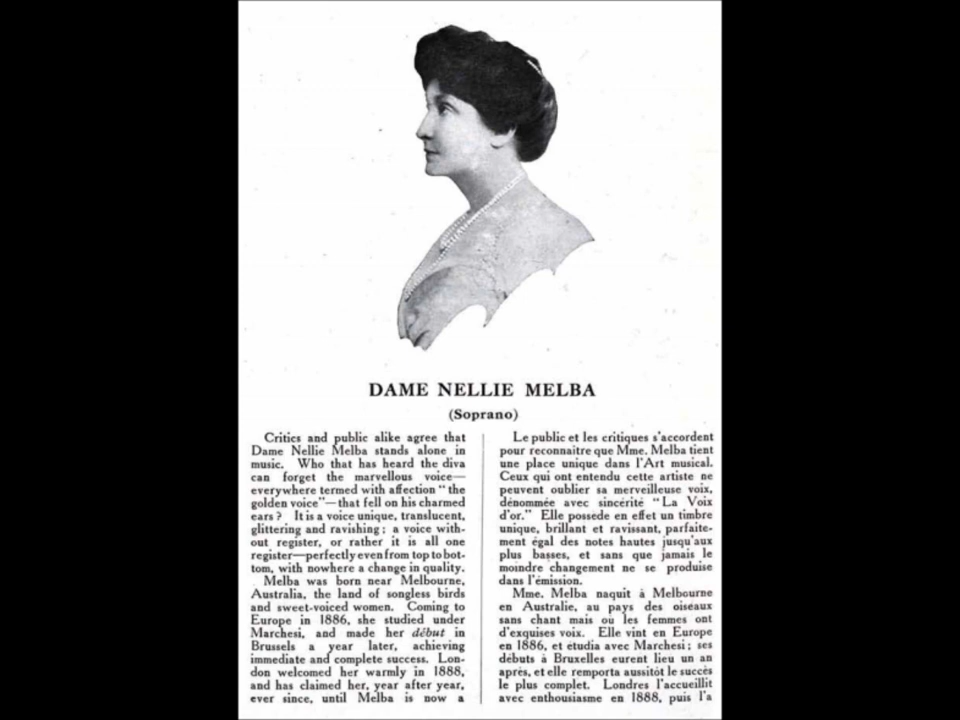 DAME NELLIE MELBA
(Soprano)
Critics and public alike agree that
Dame Nellie Melba stands alone in
music. Who that has heard the diva
can forget the marvellous voice—
everywhere termed with affection “ the
golden voice”—that fell on his charmed
ears ? It is a voice unique, translucent,
glittering and ravishing ; a voice with-
out register, or rather it is all one
register—perfectly even from top to bot-
tom, with nowhere a change in quality.
Melba was born near Melbourne,
Australia, the land of songless birds
and sweet-voiced women. Coming to
Europe in 1886, she studied under
Marchesi, and made her début in
Brussels a year later, achieving
immediate and complete success. Lon-
don welcomed her warmly in 1888,
and has claimed her, year after year,
ever since, until Melba is now a
Le public et les critiques s'accordent
pour reconnaitre que Mme. Melba tient
une place unique dans l'Art musical.
Ceux qui ont entendu cette artiste ne
peuvent oublier sa merveilleuse voix,
dénommée avec sincérité “ La Voix
d'or.” Elle possède en effet un timbre
unique, brillant et ravissant, parfaite-
ment égal des notes hautes jusqu'aux
plus basses, et sans que jamais le
moindre changement ne se produise
dans l'émission.
Mme. Melba naquit à Melbourne
en Australie, au pays des oiseaux
sans chant mais ou les femmes ont
d'exquises voix. Elle vint en Europe
en 1886, et étudia avec Marchesi ; ses
débuts à Bruxelles eurent lieu un an
après, et elle remporta aussitôt le succès
le plus complet. Londres l'accueillit
avec enthousiasme en 1888, puis l'a